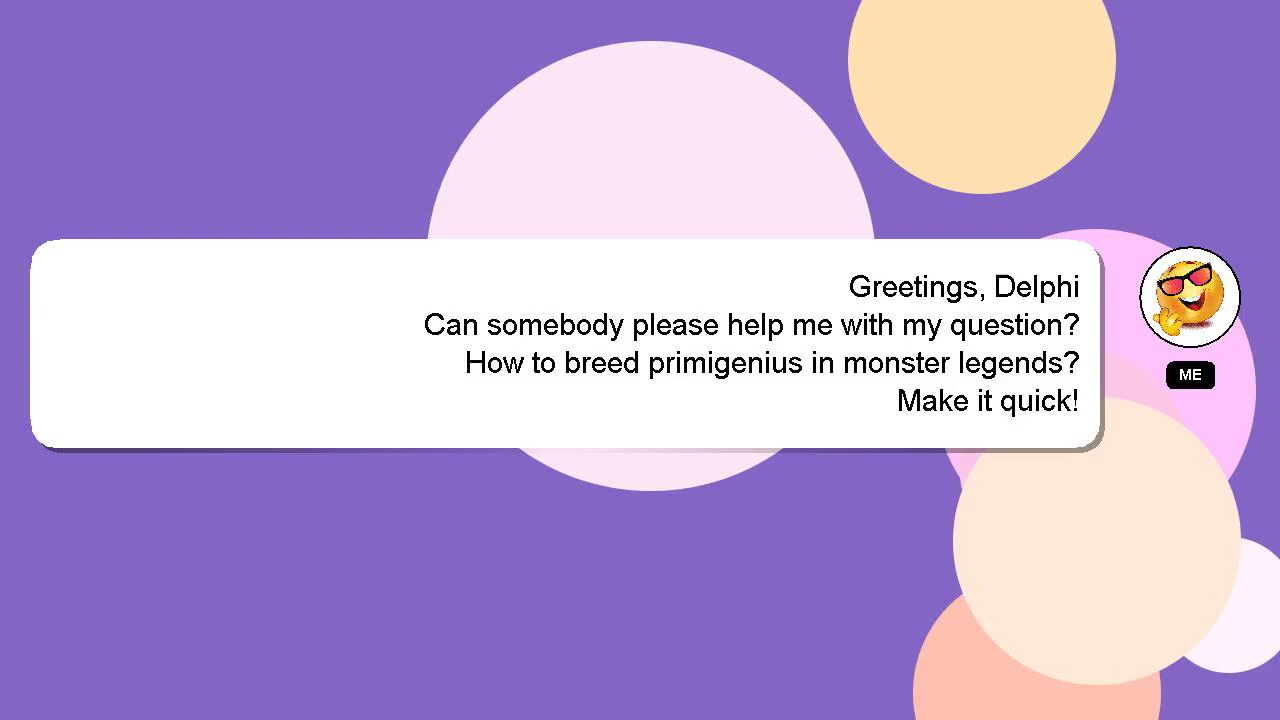 Greetings, Delphi
Can somebody please help me with my question?
How to breed primigenius in monster legends?
Make it quick!
ME